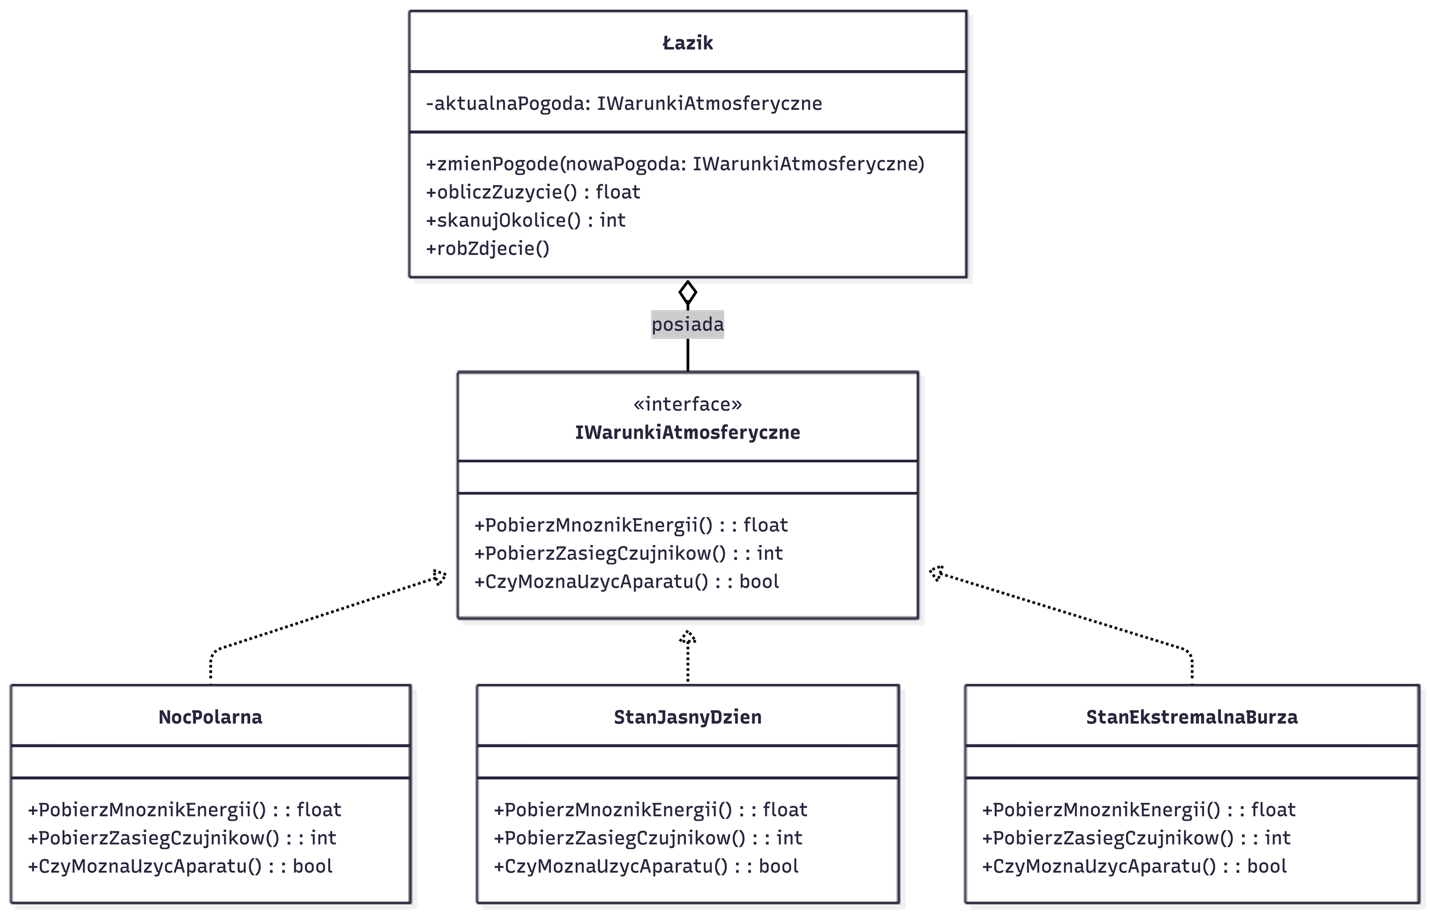 Łazik
-aktualnaPogoda: IWarunkiAtmosferyczne
+zmienPogode(nowaPogoda: IWarunkiAtmosferyczne)
+obliczZuzycie() : float
+skanujOkolice() : int
+robZdjecie()
posiada
«interface»
IWarunkiAtmosferyczne
+PobierzMnoznikEnergii() : : float
+PobierzZasiegCzujnikow() : : int
+CzyMoznaUzycAparatu() : : bool
NocPolarna
+PobierzMnoznikEnergii() : : float
+PobierzZasiegCzujnikow() : : int
+CzyMoznaUzycAparatu() : : bool
StanJasnyDzien
+PobierzMnoznikEnergii() : : float
+PobierzZasiegCzujnikow() : : int
+CzyMoznaUzycAparatu() : : bool
StanEkstremalnaBurza
+PobierzMnoznikEnergii() : : float
+PobierzZasiegCzujnikow() : : int
+CzyMoznaUzycAparatu() : : bool